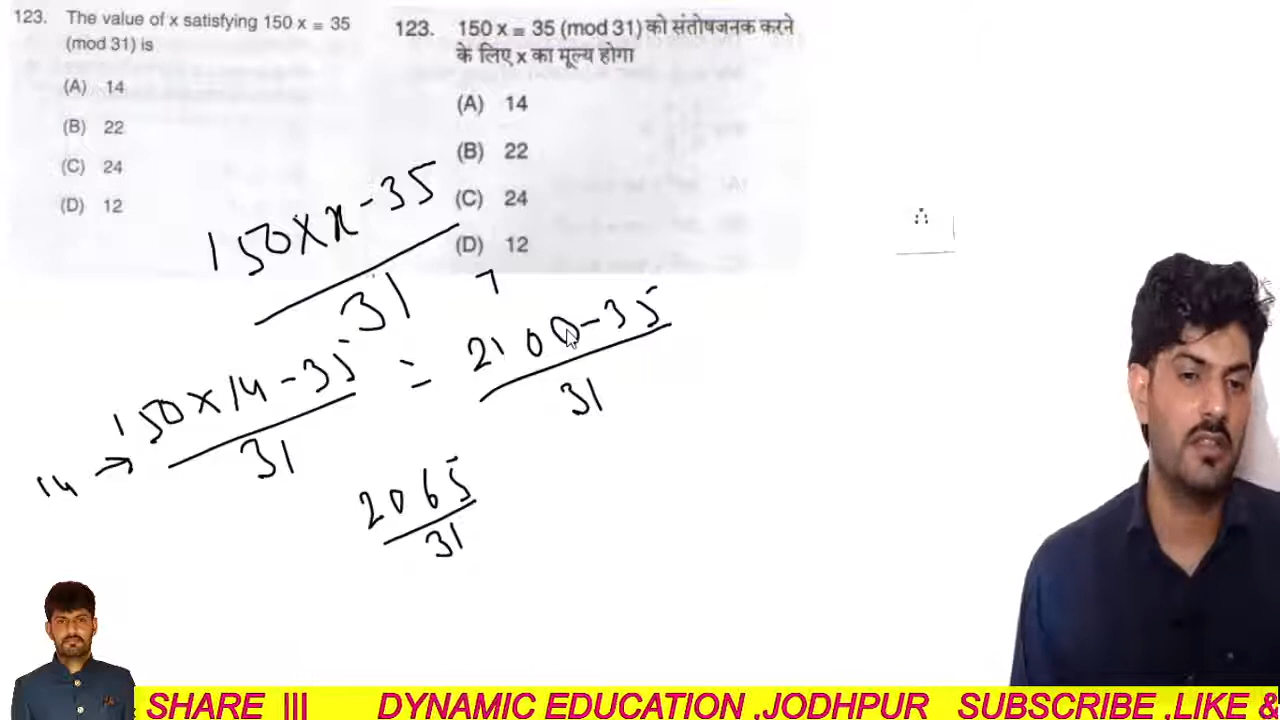 123. The value of x satisfying 150 x ≡ 35
(mod 31) is
(A) 14
(B) 22
(C) 24
(D) 12
123. 150 x ≡ 35 (mod 31) को संतोषजनक करने
के लिए x का मूल्य होगा
(A) 14
(B) 22
(C) 24
(D) 12
150×x-35
31
14 → 150×14-35
31
= 2100-35
31
2065
31
SHARE ||| DYNAMIC EDUCATION ,JODHPUR SUBSCRIBE ,LIKE &